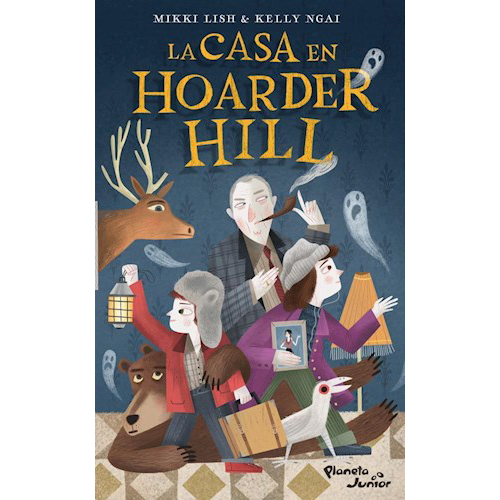 MIKKI LISH & KELLY NGAI
LA CASA EN
HOARDER
HILL
Planeta
Junior